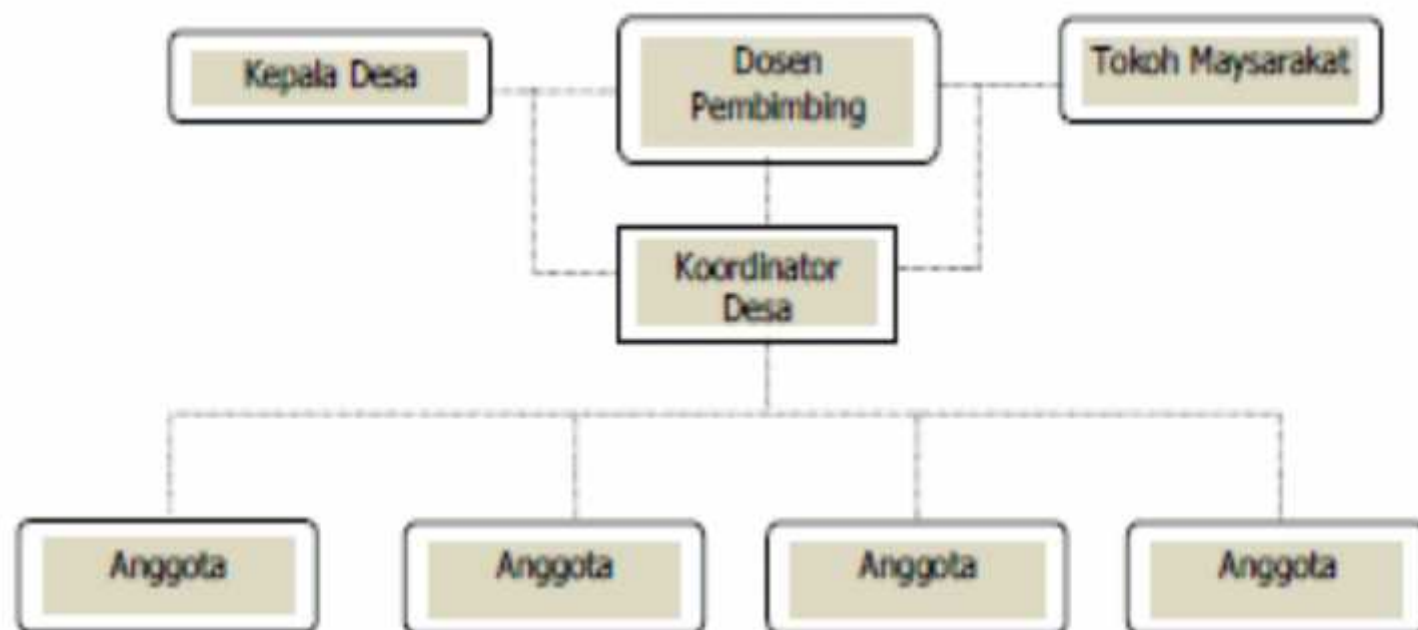 Kepala Desa
Dosen
Pembimbing
Tokoh Maysarakat
Koordinator
Desa
Anggota
Anggota
Anggota
Anggota